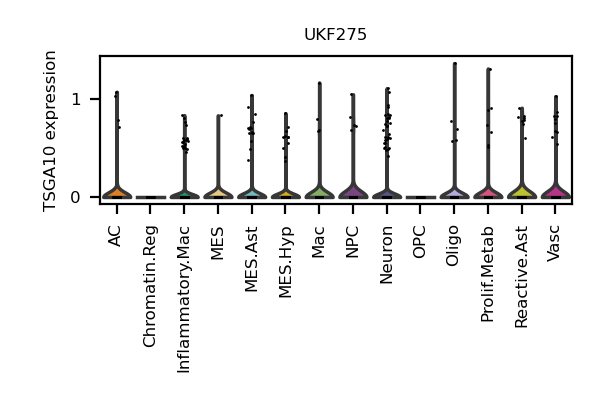 UKF275
TSGA10 expression
1
0
AC
Chromatin.Reg
Inflammatory.Mac
MES
MES.Ast
MES.Hyp
Mac
NPC
Neuron
OPC
Oligo
Prolif.Metab
Reactive.Ast
Vasc